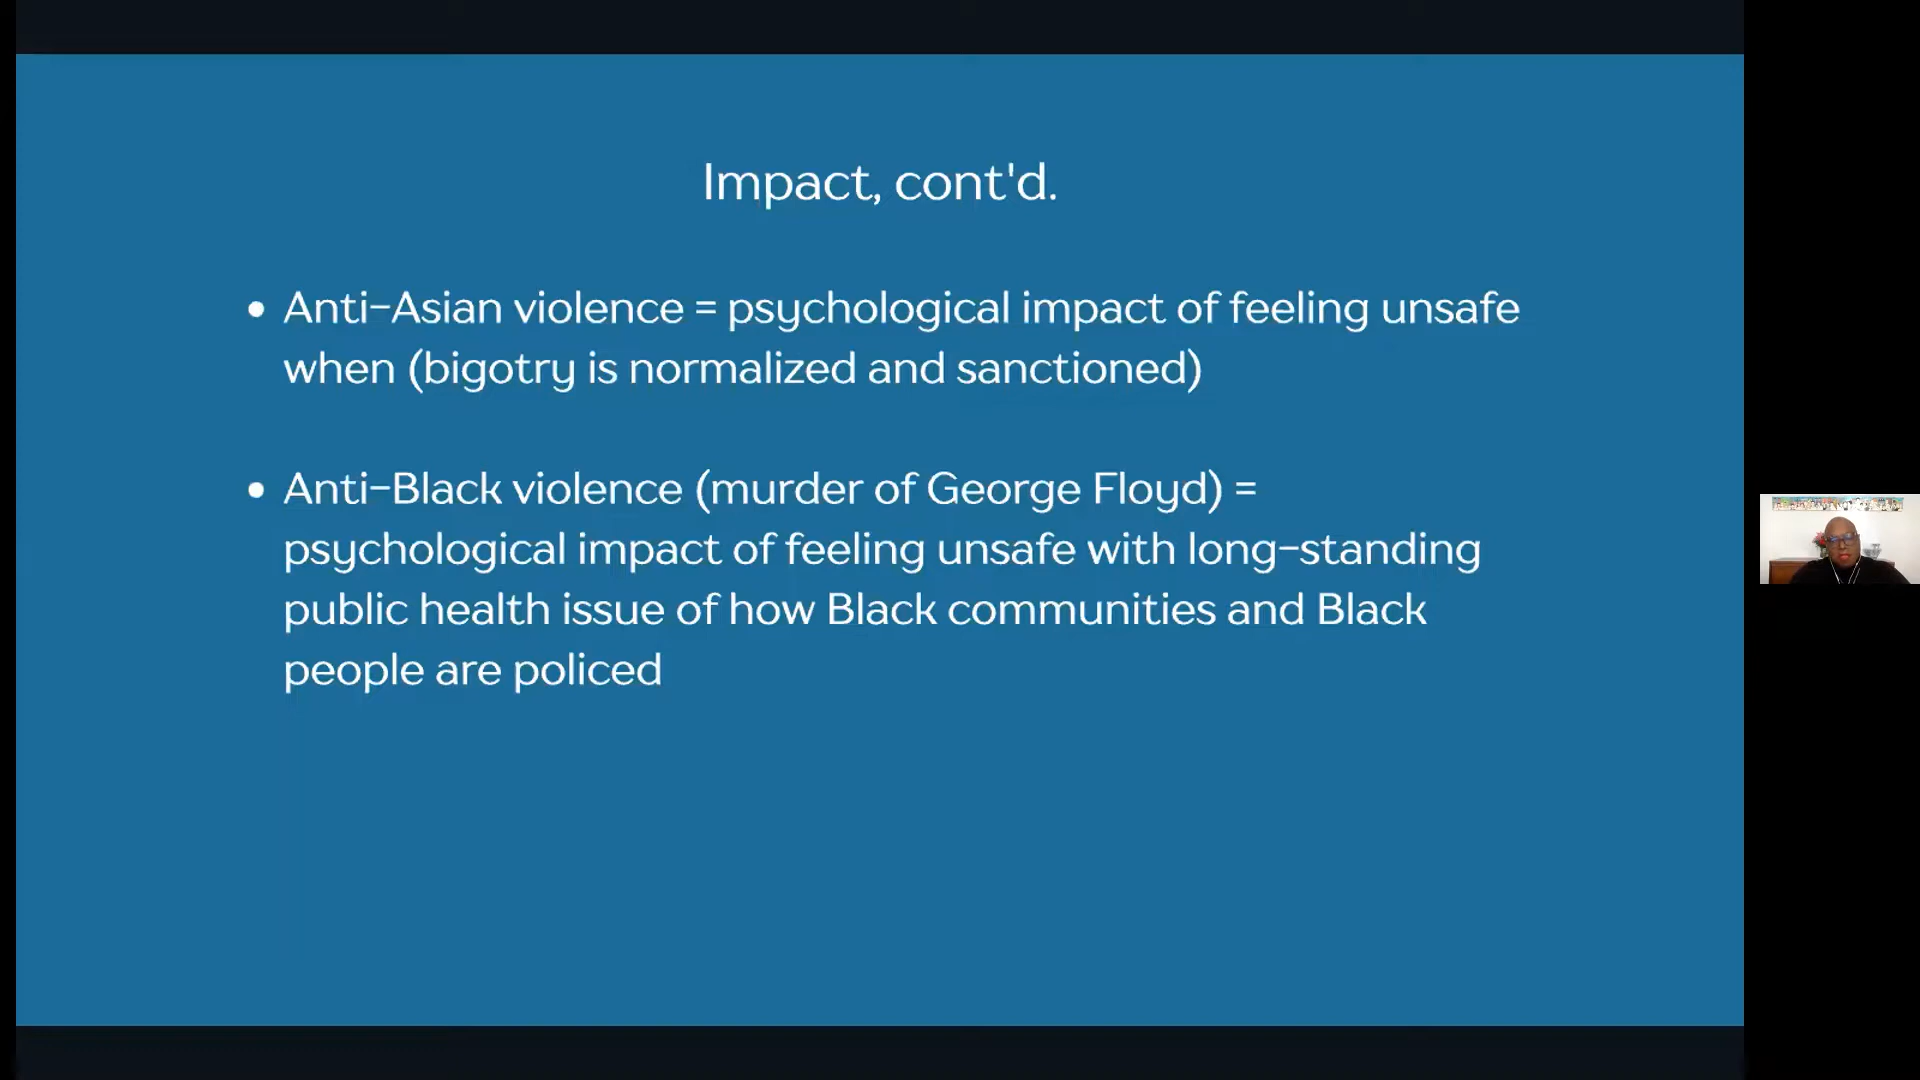 Impact, cont'd.
• Anti-Asian violence = psychological impact of feeling unsafe
when (bigotry is normalized and sanctioned)
• Anti-Black violence (murder of George Floyd) =
psychological impact of feeling unsafe with long-standing
public health issue of how Black communities and Black
people are policed